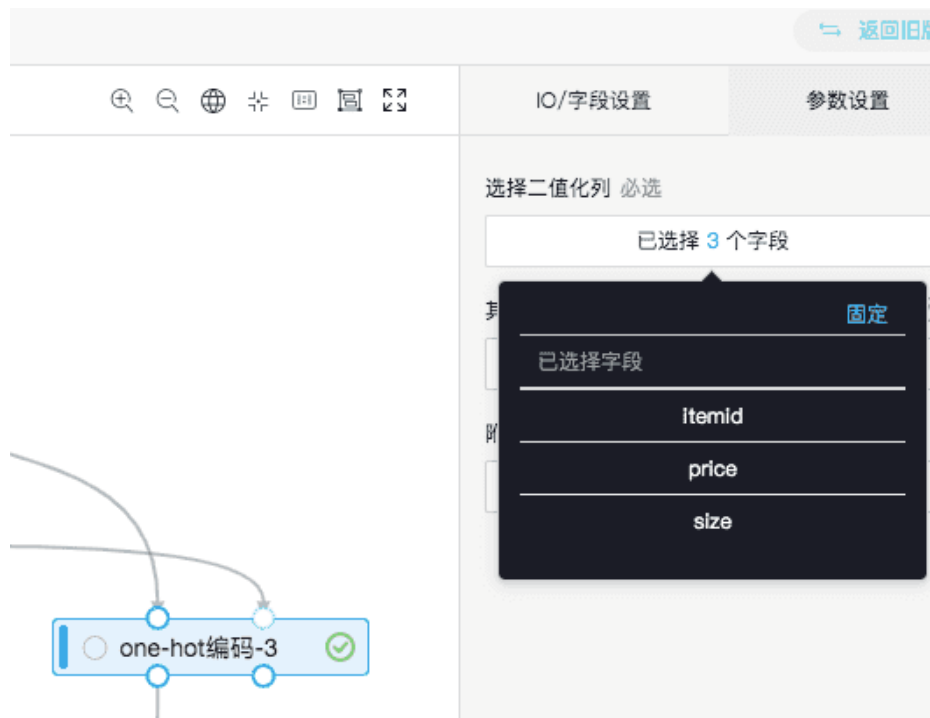 返回旧版
IO/字段设置
参数设置
选择二值化列 必选
已选择 3 个字段
固定
已选择字段
itemid
price
size
one-hot编码-3